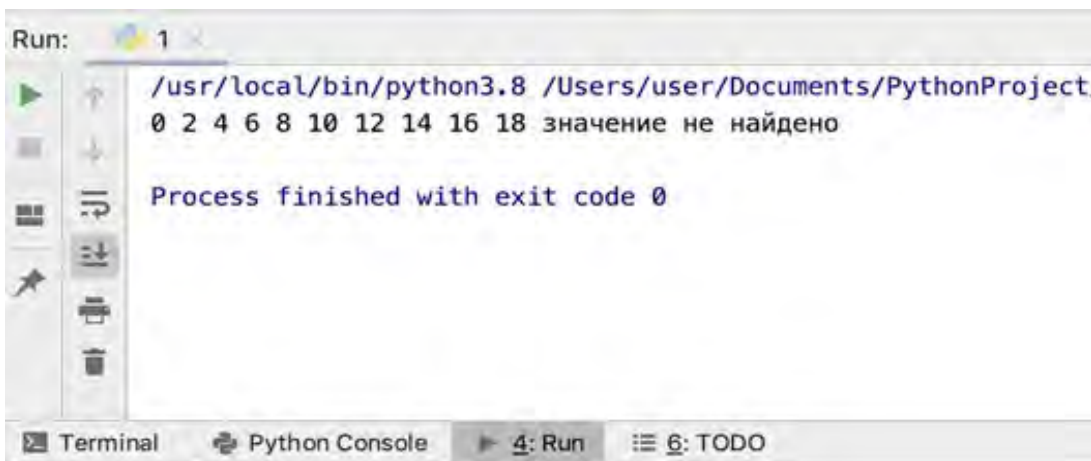 Run: 1
/usr/local/bin/python3.8 /Users/user/Documents/PythonProject
0 2 4 6 8 10 12 14 16 18 значение не найдено
Process finished with exit code 0
Terminal Python Console 4: Run 6: TODO